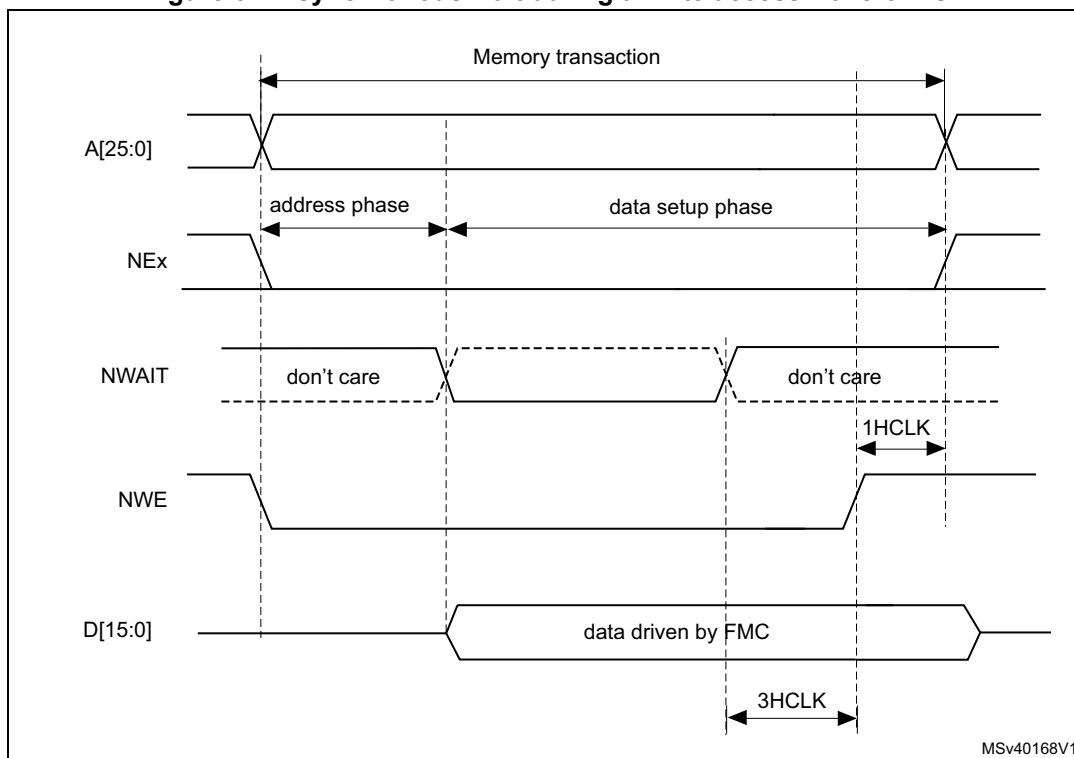 Memory transaction
A[25:0]
address phase
data setup phase
NEx
NWAIT
don't care
don't care
1HCLK
NWE
D[15:0]
data driven by FMC
3HCLK
MSv40168V1